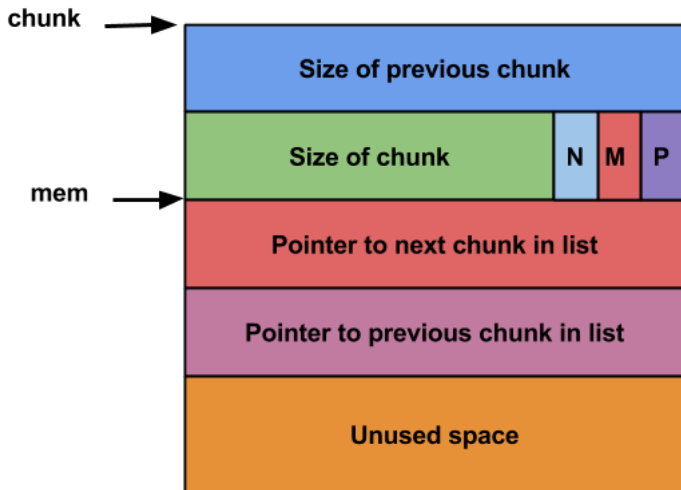 chunk
Size of previous chunk
Size of chunk N M P
mem
Pointer to next chunk in list
Pointer to previous chunk in list
Unused space